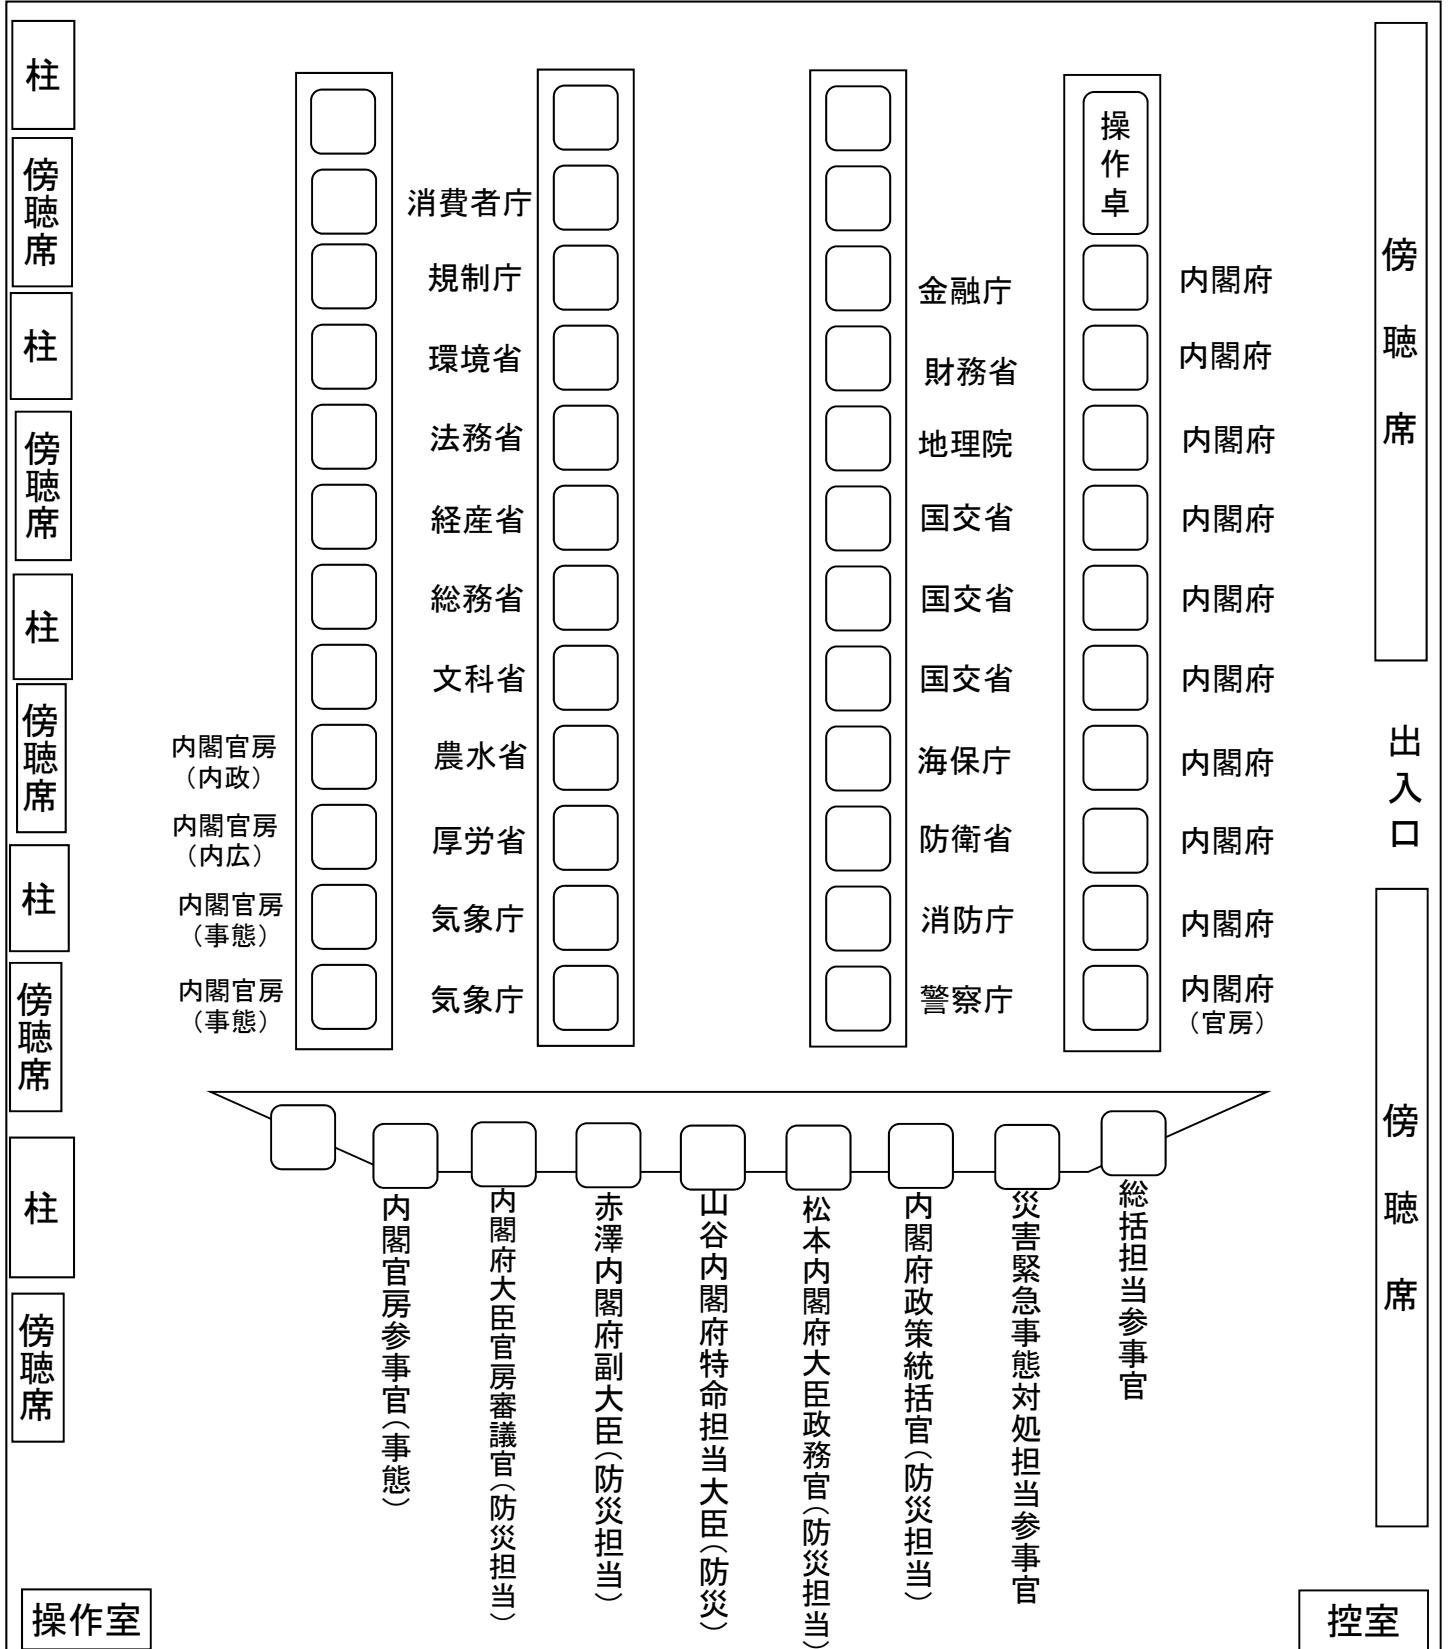 柱
傍聴席
柱
傍聴席
柱
傍聴席
柱
傍聴席
柱
傍聴席
操作室
内閣官房
（内政）
内閣官房
（内広）
内閣官房
（事態）
内閣官房
（事態）
消費者庁
規制庁
環境省
法務省
経産省
総務省
文科省
農水省
厚労省
気象庁
気象庁
金融庁
財務省
地理院
国交省
国交省
国交省
海保庁
防衛省
消防庁
警察庁
操作卓
内閣府
内閣府
内閣府
内閣府
内閣府
内閣府
内閣府
内閣府
内閣府
内閣府
（官房）
傍聴席
出入口
傍聴席
内閣官房参事官（事態）
内閣府大臣官房審議官（防災担当）
赤澤内閣府副大臣（防災担当）
山谷内閣府特命担当大臣（防災）
松本内閣府大臣政務官（防災担当）
内閣府政策統括官（防災担当）
災害緊急事態対処担当参事官
総括担当参事官
控室